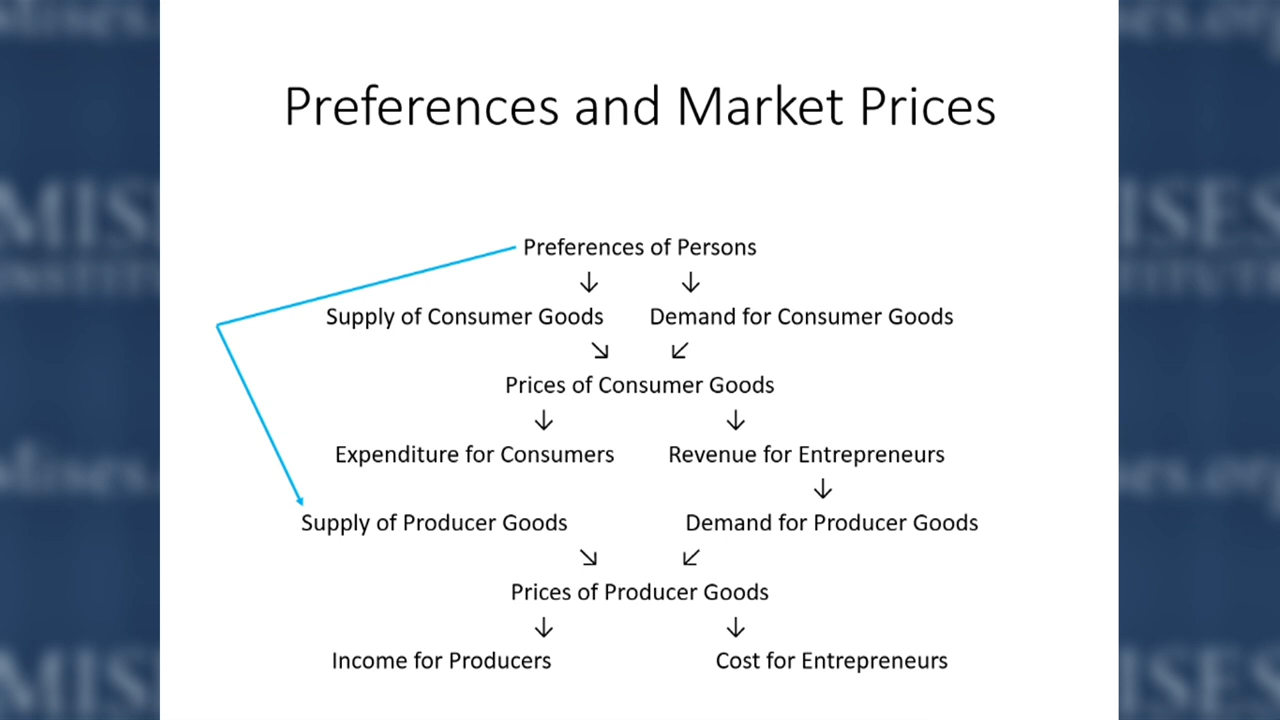 Preferences and Market Prices
Preferences of Persons
↓ ↓
Supply of Consumer Goods Demand for Consumer Goods
↘ ↙
Prices of Consumer Goods
↓ ↓
Expenditure for Consumers Revenue for Entrepreneurs
↓
Supply of Producer Goods Demand for Producer Goods
↘ ↙
Prices of Producer Goods
↓ ↓
Income for Producers Cost for Entrepreneurs